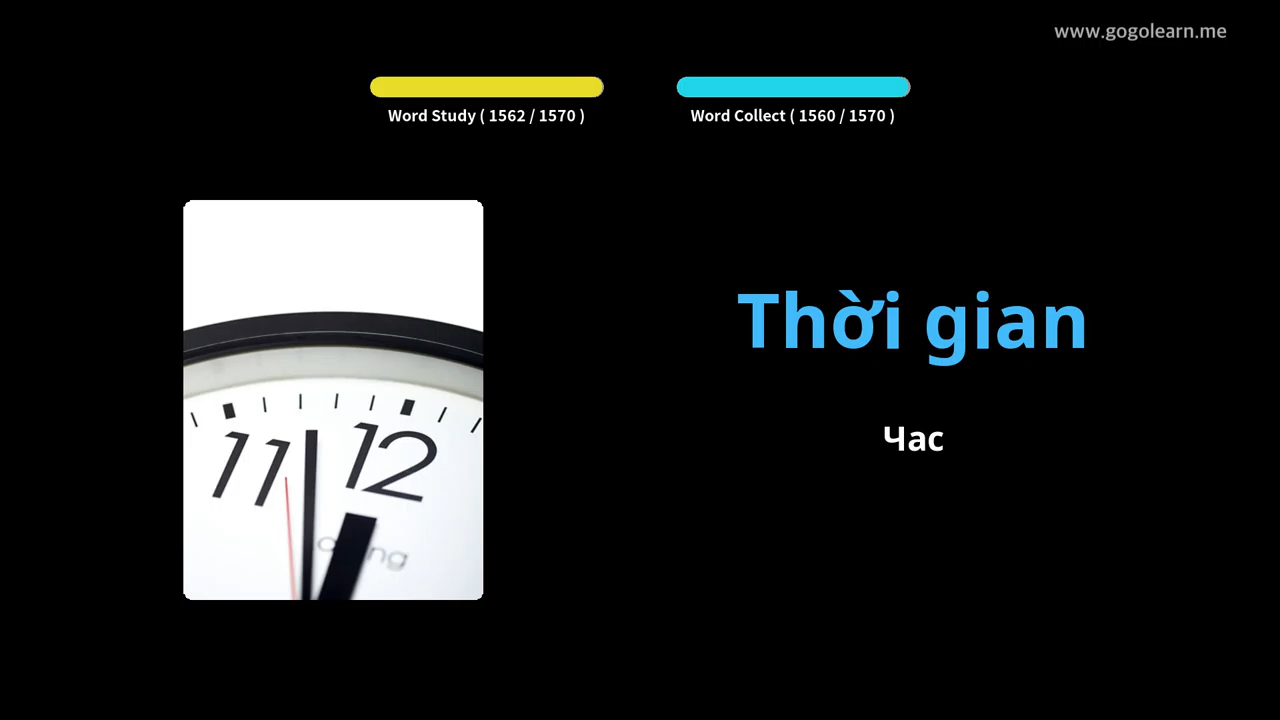 www.gogolearn.me
Word Study ( 1562 / 1570 )
Word Collect ( 1560 / 1570 )
Thời gian
Час
11 12